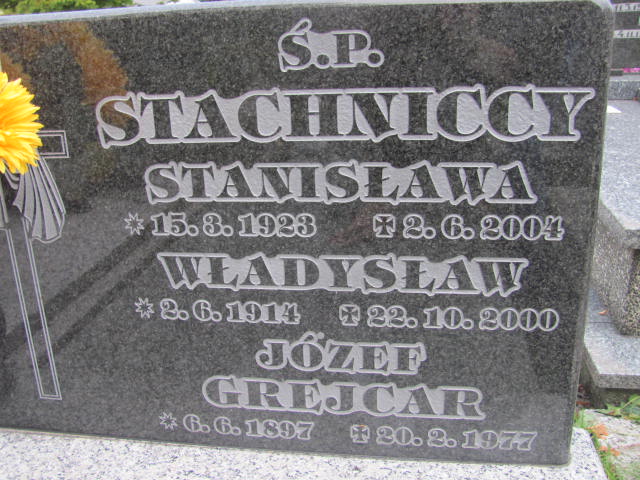 Ś.P.
STACHNICCY
STANISŁAWA
* 15.3.1923 ✠ 2.6.2004
WŁADYSŁAW
* 2.6.1914 ✠ 22.10.2000
JÓZEF
GREJCAR
* 6.6.1897 ✠ 20.2.1977